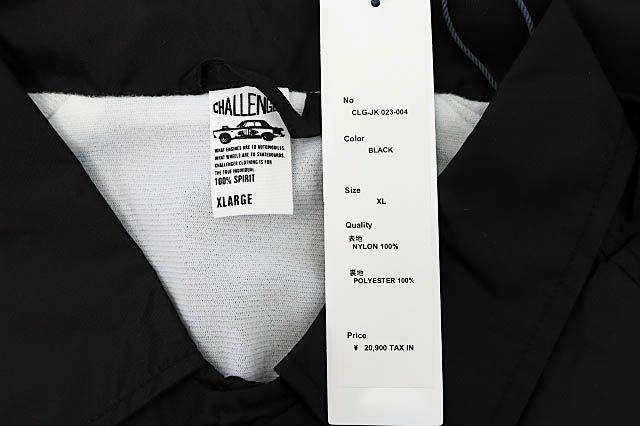 CHALLENGER
WHAT ENGINES ARE TO AUTOMOBILES.
WHAT WHEELS ARE TO SKATEBOARDS.
CHALLENGER CLOTHING IS FOR
THE TRUE INDIVIDUAL.
100% SPIRIT
XLARGE
No
CLG-JK 023-004
Color
BLACK
Size
XL
Quality
表地
NYLON 100%
裏地
POLYESTER 100%
Price
¥ 20,900 TAX IN